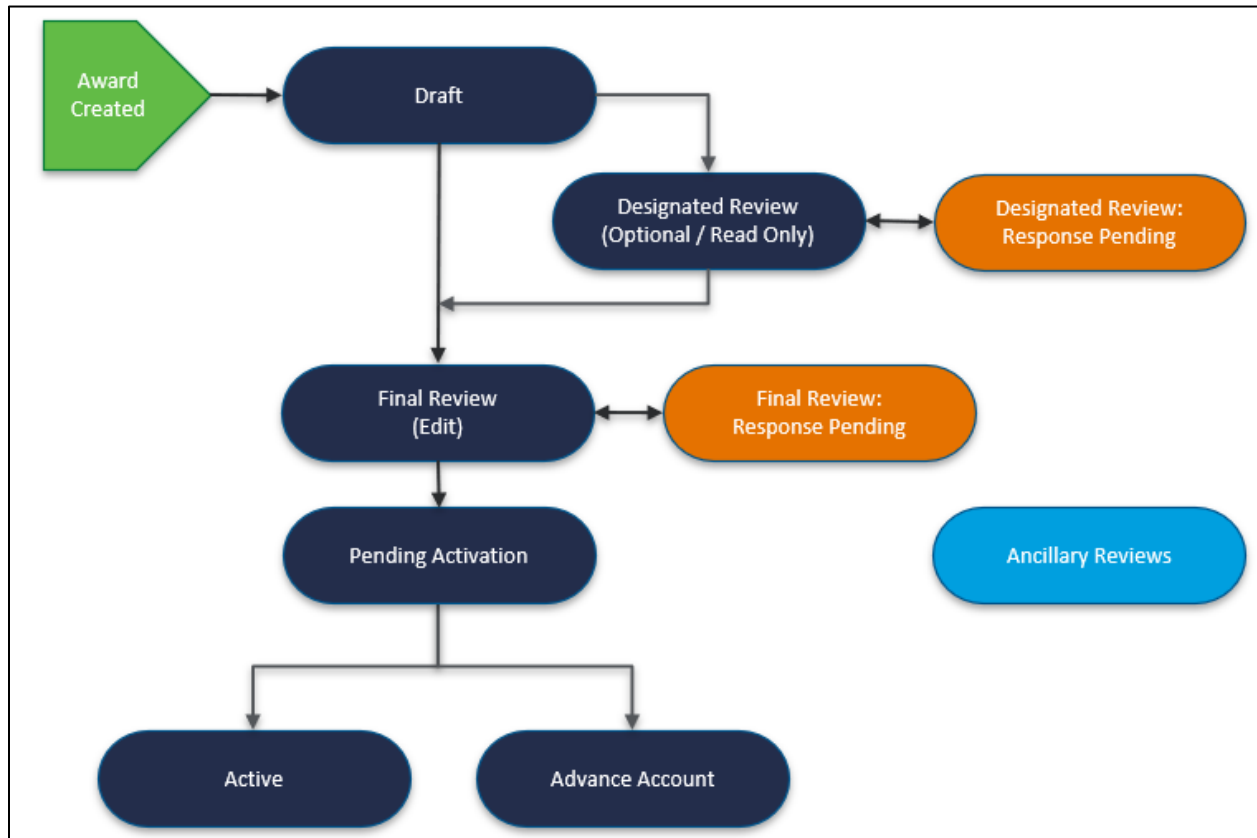 Award
Created
Draft
Designated Review
(Optional / Read Only)
Designated Review:
Response Pending
Final Review
(Edit)
Final Review:
Response Pending
Pending Activation
Ancillary Reviews
Active
Advance Account